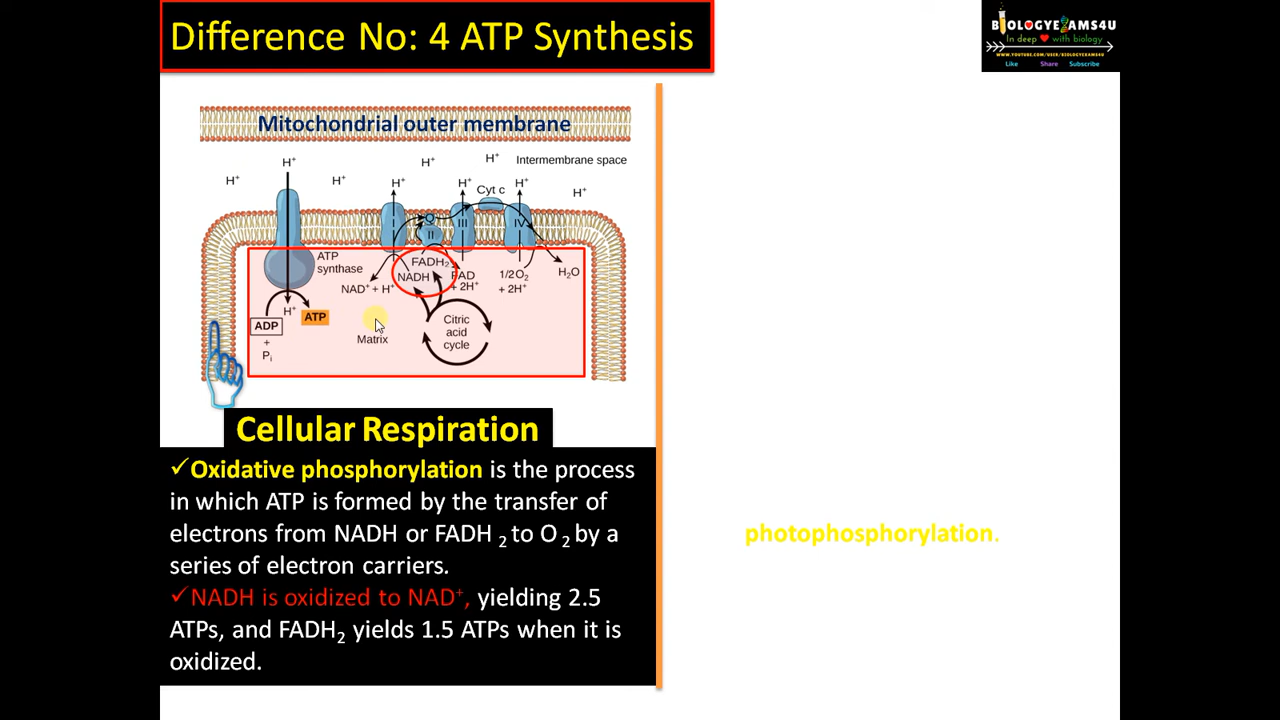 Difference No: 4 ATP Synthesis
BIOLOGYEXAMS4U
In deep with biology
WWW.YOUTUBE.COM/USER/BIOLOGYEXAMS4U
Like Share Subscribe
Mitochondrial outer membrane
H⁺ H⁺ H⁺ Intermembrane space
H⁺ H⁺ H⁺ H⁺ H⁺ H⁺
Cyt c
I Q III IV
II
ATP
synthase
FADH₂
NADH
FAD
+ 2H⁺
NAD⁺ + H⁺
1/2O₂
+ 2H⁺
H₂O
H⁺
ATP
ADP
+
Pi
Matrix
Citric
acid
cycle
Cellular Respiration
✓Oxidative phosphorylation is the process
in which ATP is formed by the transfer of
electrons from NADH or FADH ₂ to O ₂ by a
series of electron carriers.
✓NADH is oxidized to NAD⁺, yielding 2.5
ATPs, and FADH₂ yields 1.5 ATPs when it is
oxidized.
photophosphorylation.